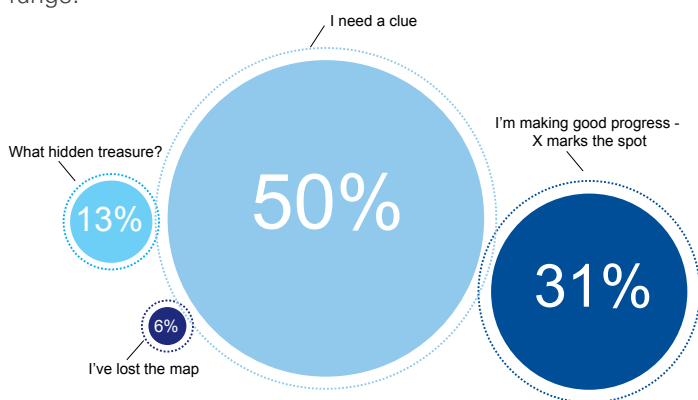 I need a clue
I'm making good progress -
X marks the spot
What hidden treasure?
50%
13%
31%
6%
I've lost the map